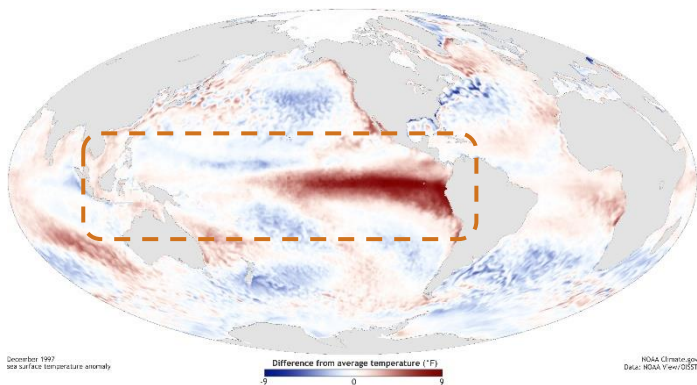 December 1997
sea surface temperature anomaly
Difference from average temperature (°F)
-9 0 9
NOAA Climate.gov
Data: NOAA View/OISST